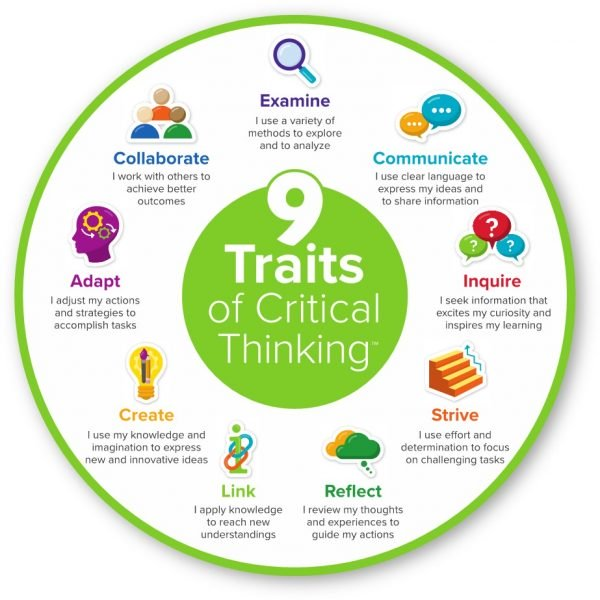 9
Traits
of Critical
Thinking™
Examine
I use a variety of
methods to explore
and to analyze
Communicate
I use clear language to
express my ideas and
to share information
? ? ?
Inquire
I seek information that
excites my curiosity and
inspires my learning
Strive
I use effort and
determination to focus
on challenging tasks
Reflect
I review my thoughts
and experiences to
guide my actions
Link
I apply knowledge
to reach new
understandings
Create
I use my knowledge and
imagination to express
new and innovative ideas
Adapt
I adjust my actions
and strategies to
accomplish tasks
Collaborate
I work with others to
achieve better
outcomes